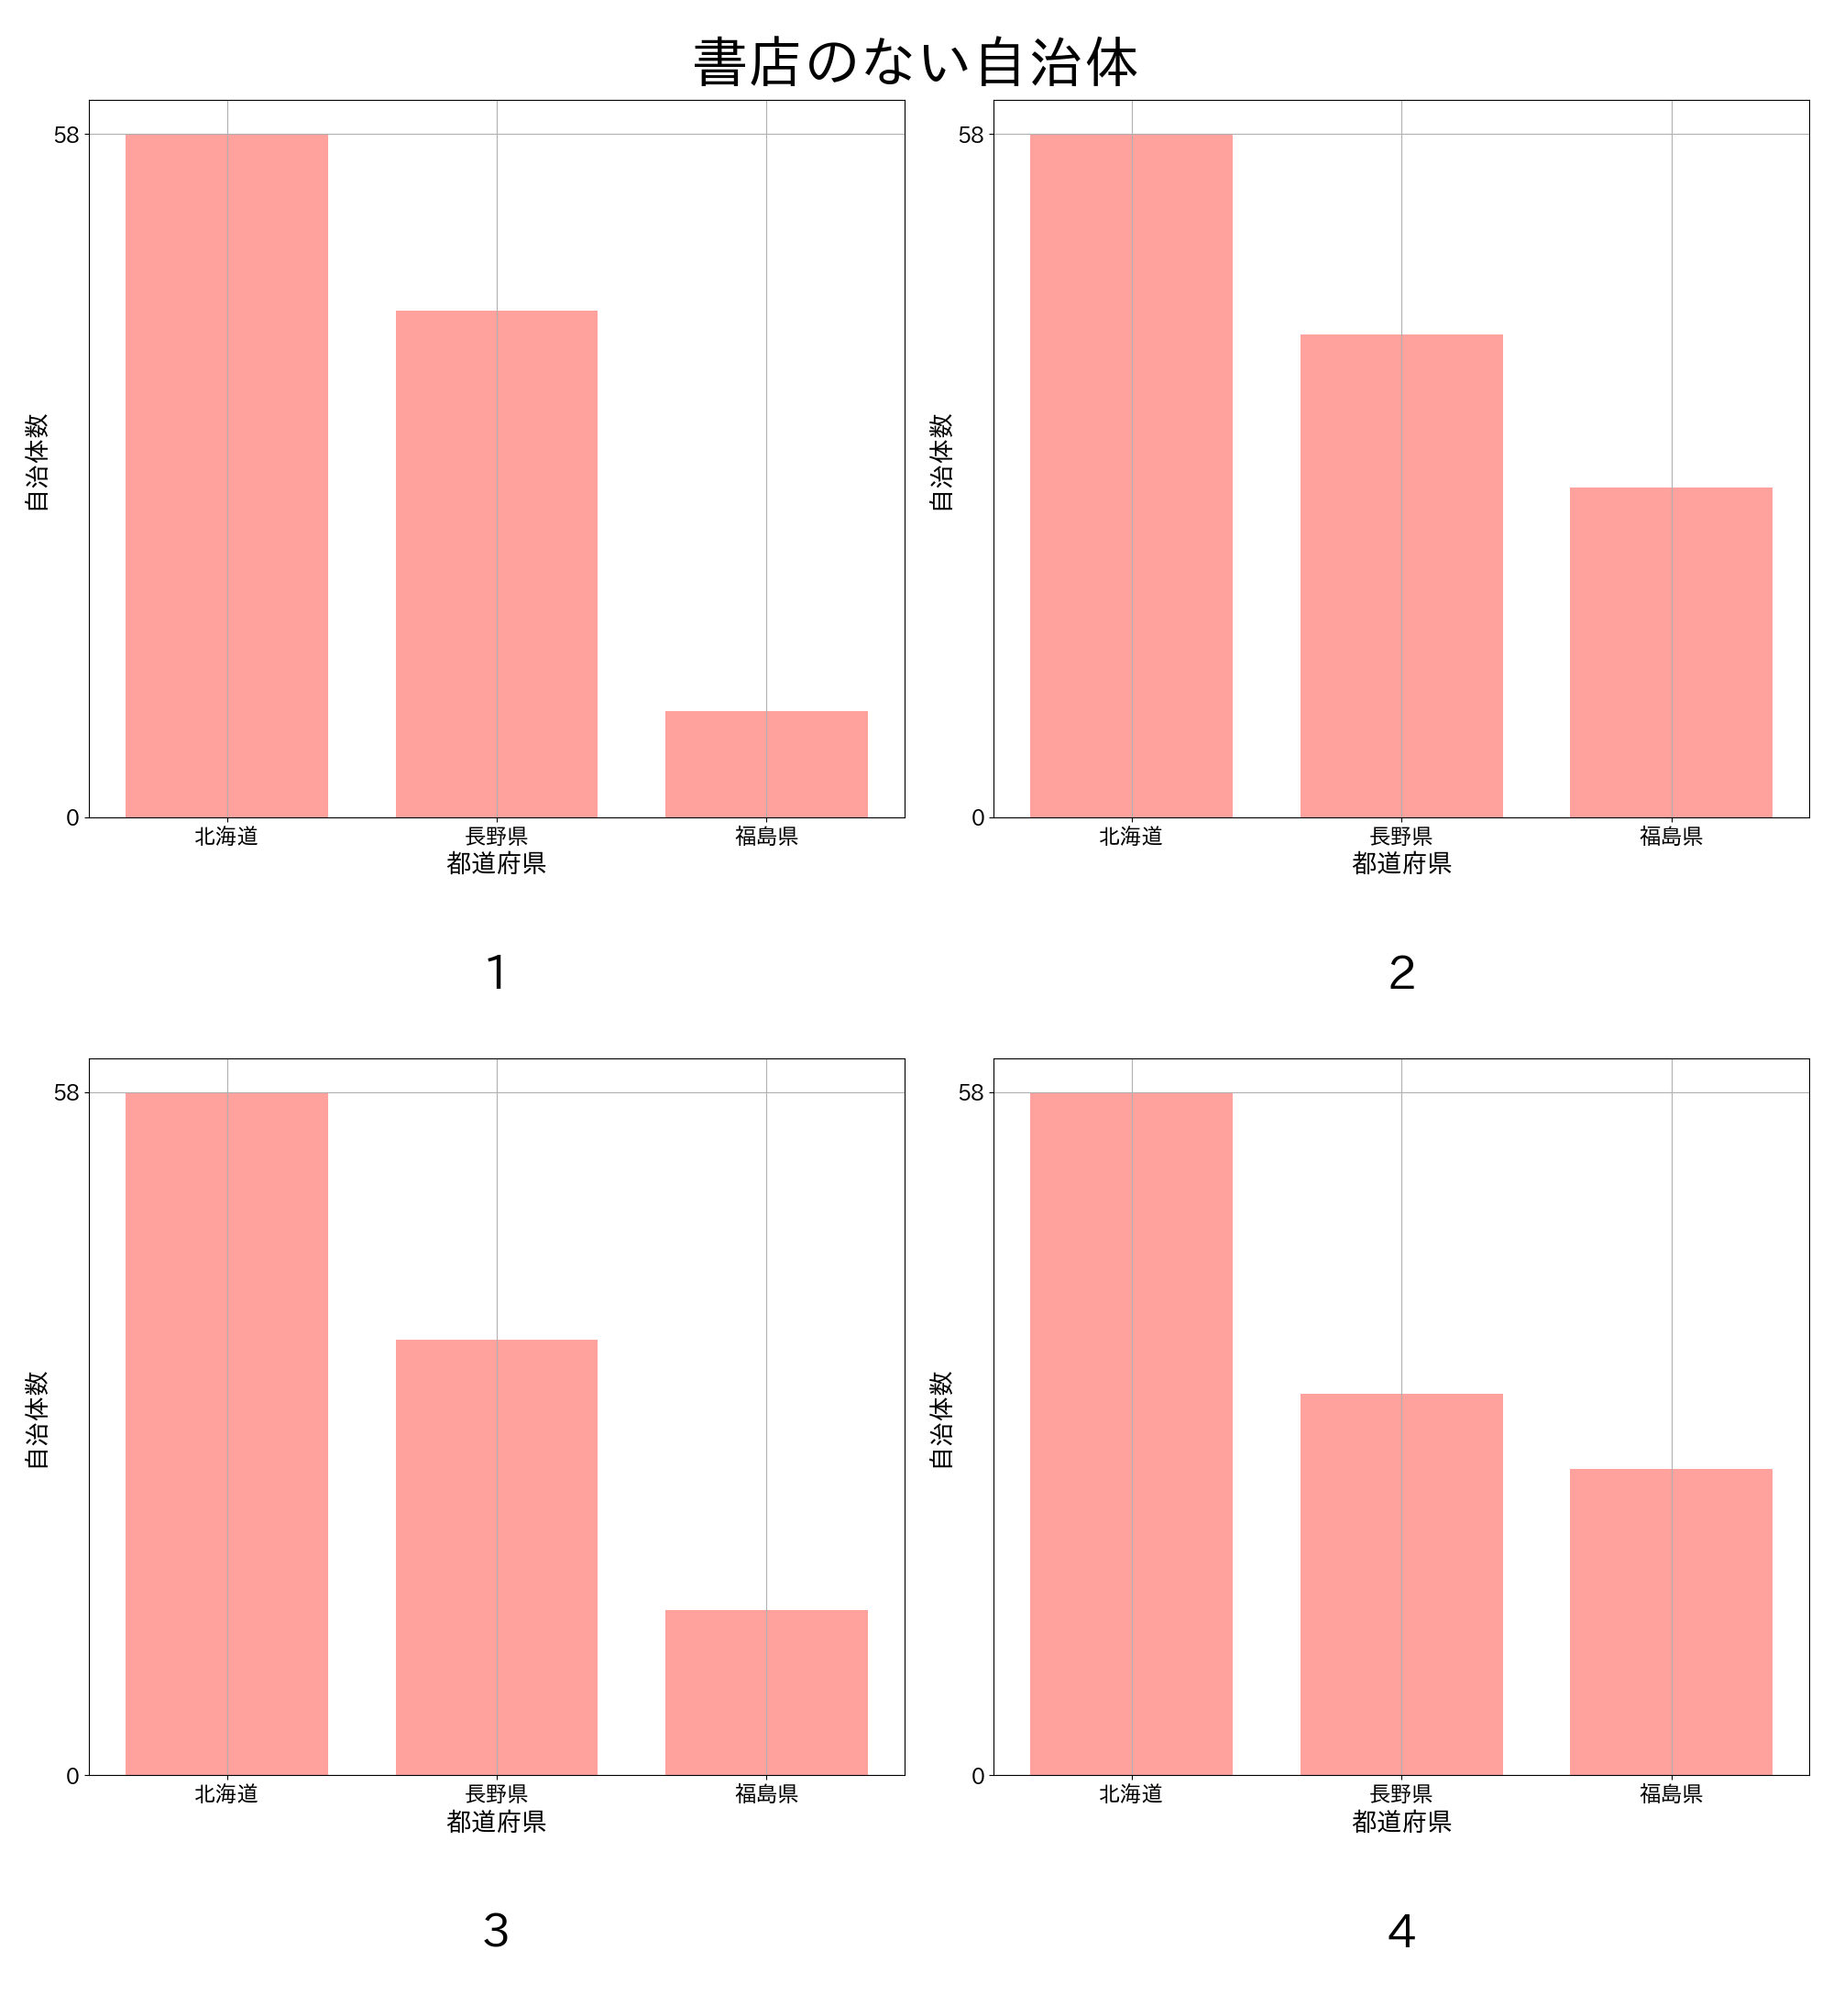 書店のない自治体
58
0
自治体数
北海道
長野県
福島県
都道府県
1
58
0
自治体数
北海道
長野県
福島県
都道府県
2
58
0
自治体数
北海道
長野県
福島県
都道府県
3
58
0
自治体数
北海道
長野県
福島県
都道府県
4